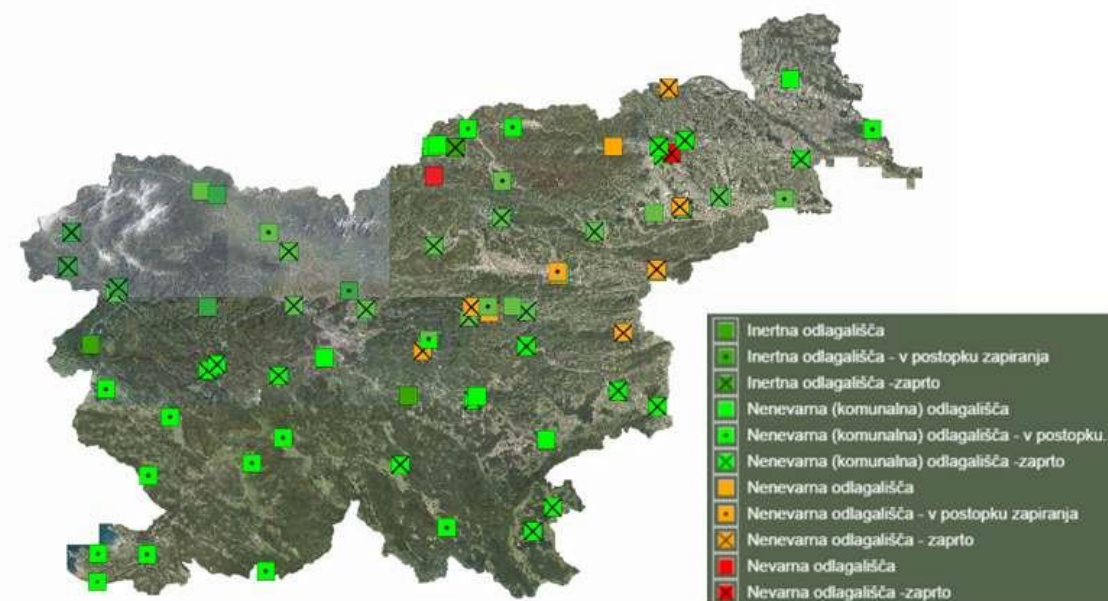 Inertna odlagališča
Inertna odlagališča - v postopku zapiranja
Inertna odlagališča -zaprto
Nenevarna (komunalna) odlagališča
Nenevarna (komunalna) odlagališča - v postopku.
Nenevarna (komunalna) odlagališča -zaprto
Nenevarna odlagališča
Nenevarna odlagališča - v postopku zapiranja
Nenevarna odlagališča - zaprto
Nevarna odlagališča
Nevarna odlagališča -zaprto